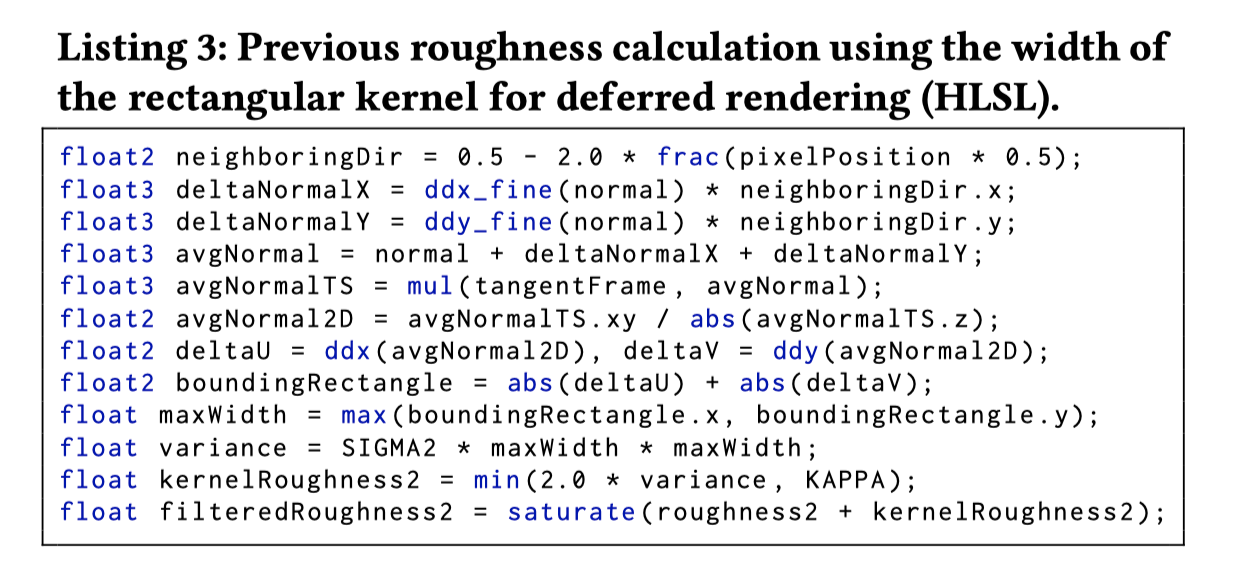 Listing 3: Previous roughness calculation using the width of
the rectangular kernel for deferred rendering (HLSL).
float2 neighboringDir = 0.5 - 2.0 * frac(pixelPosition * 0.5);
float3 deltaNormalX = ddx_fine(normal) * neighboringDir.x;
float3 deltaNormalY = ddy_fine(normal) * neighboringDir.y;
float3 avgNormal = normal + deltaNormalX + deltaNormalY;
float3 avgNormalTS = mul(tangentFrame, avgNormal);
float2 avgNormal2D = avgNormalTS.xy / abs(avgNormalTS.z);
float2 deltaU = ddx(avgNormal2D), deltaV = ddy(avgNormal2D);
float2 boundingRectangle = abs(deltaU) + abs(deltaV);
float maxWidth = max(boundingRectangle.x, boundingRectangle.y);
float variance = SIGMA2 * maxWidth * maxWidth;
float kernelRoughness2 = min(2.0 * variance, KAPPA);
float filteredRoughness2 = saturate(roughness2 + kernelRoughness2);